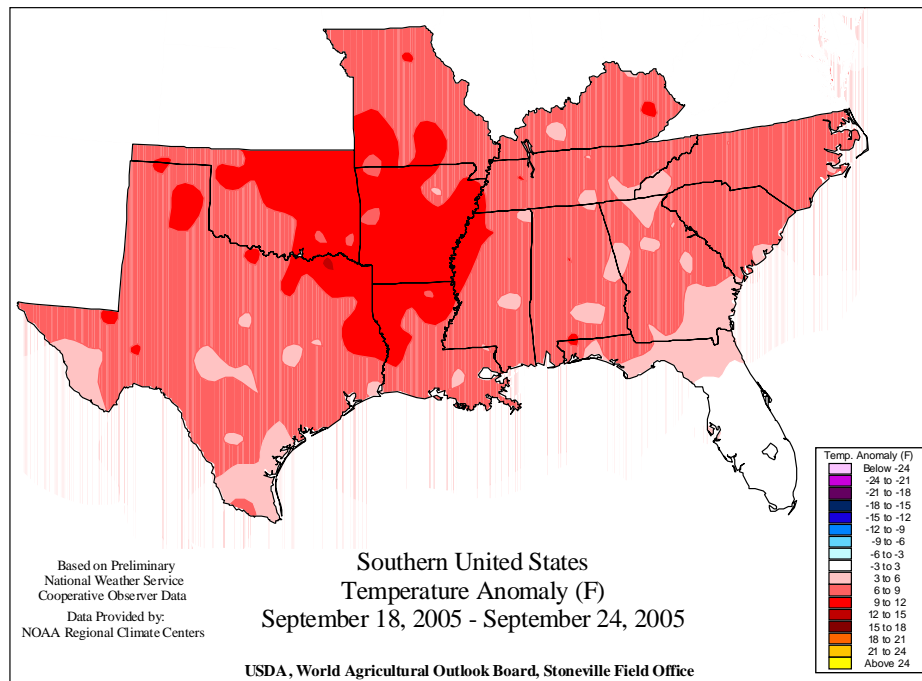 Temp. Anomaly (F)
Below -24
-24 to -21
-21 to -18
-18 to -15
-15 to -12
-12 to -9
-9 to -6
-6 to -3
-3 to 3
3 to 6
6 to 9
9 to 12
12 to 15
15 to 18
18 to 21
21 to 24
Above 24
Based on Preliminary
National Weather Service
Cooperative Observer Data
Data Provided by:
NOAA Regional Climate Centers
Southern United States
Temperature Anomaly (F)
September 18, 2005 - September 24, 2005
USDA, World Agricultural Outlook Board, Stoneville Field Office